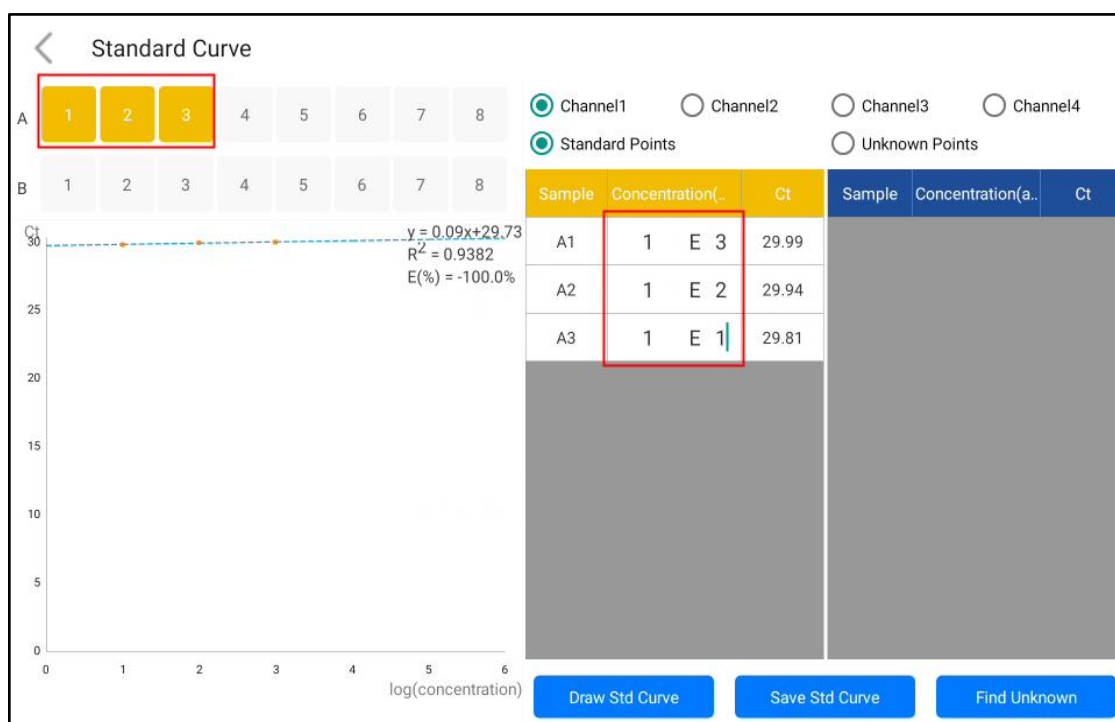 Standard Curve
A 1 2 3 4 5 6 7 8
B 1 2 3 4 5 6 7 8
Channel1 Channel2 Channel3 Channel4
Standard Points Unknown Points
Sample Concentration(.. Ct
A1 1 E 3 29.99
A2 1 E 2 29.94
A3 1 E 1 29.81
Sample Concentration(a.. Ct
Ct
y = 0.09x+29.73
R² = 0.9382
E(%) = -100.0%
30
25
20
15
10
5
0
0 1 2 3 4 5 6
log(concentration)
Draw Std Curve Save Std Curve Find Unknown